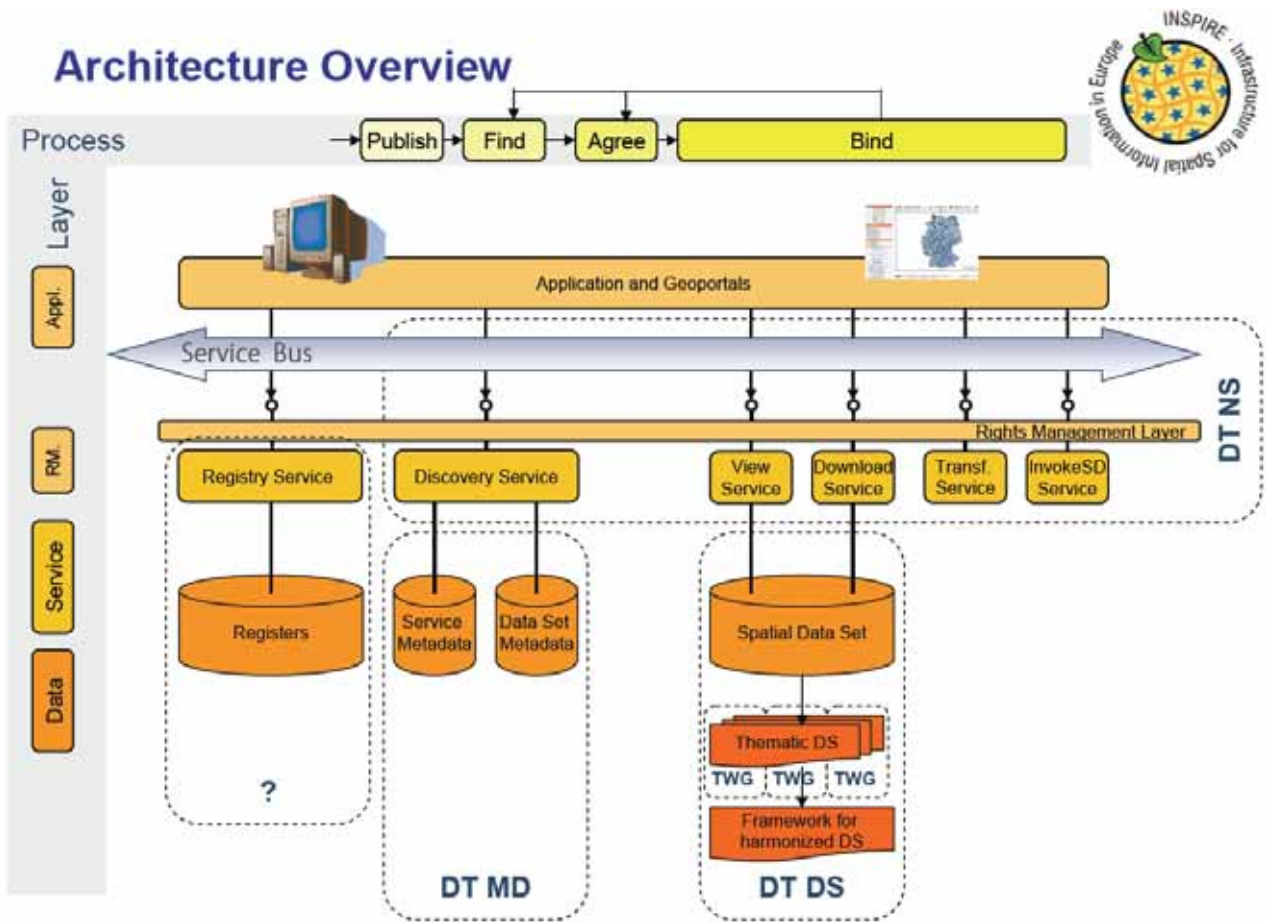 Architecture Overview
INSPIRE · Infrastructure for Spatial Information in Europe
Process
Publish
Find
Agree
Bind
Layer
Appl.
Application and Geoportals
Service Bus
DT NS
RM.
Rights Management Layer
Registry Service
Discovery Service
View
Service
Download
Service
Transf.
Service
InvokeSD
Service
Service
Registers
Service
Metadata
Data Set
Metadata
Spatial Data Set
Data
Thematic DS
TWG
TWG
TWG
?
Framework for
harmonized DS
DT MD
DT DS